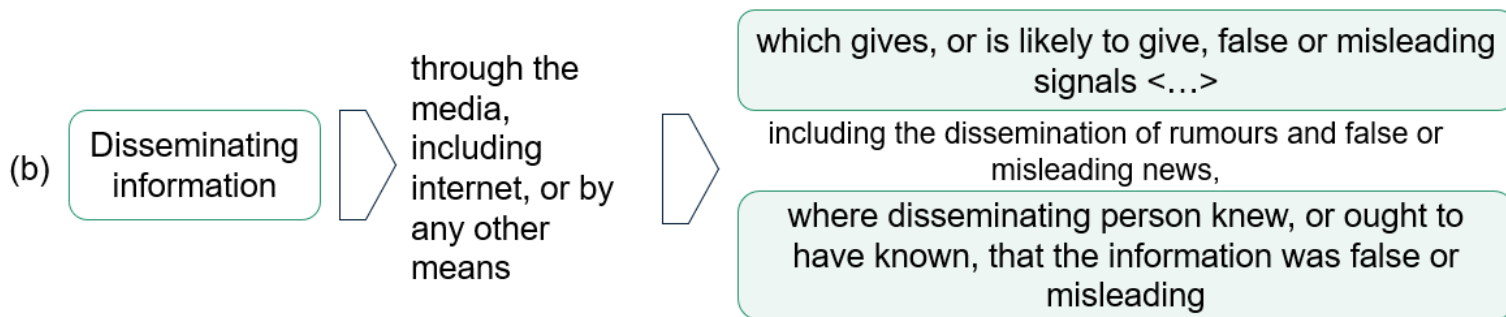 (b)
Disseminating
information
through the
media,
including
internet, or by
any other
means
which gives, or is likely to give, false or misleading
signals <…>
including the dissemination of rumours and false or
misleading news,
where disseminating person knew, or ought to
have known, that the information was false or
misleading